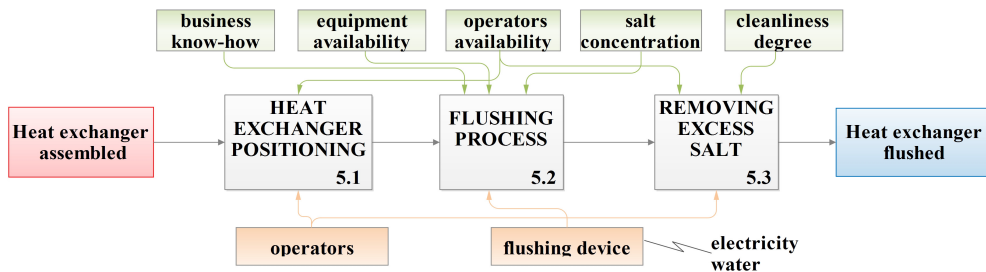 business
know-how
equipment
availability
operators
availability
salt
concentration
cleanliness
degree
Heat exchanger
assembled
HEAT
EXCHANGER
POSITIONING
5.1
FLUSHING
PROCESS
5.2
REMOVING
EXCESS
SALT
5.3
Heat exchanger
flushed
operators
flushing device
electricity
water